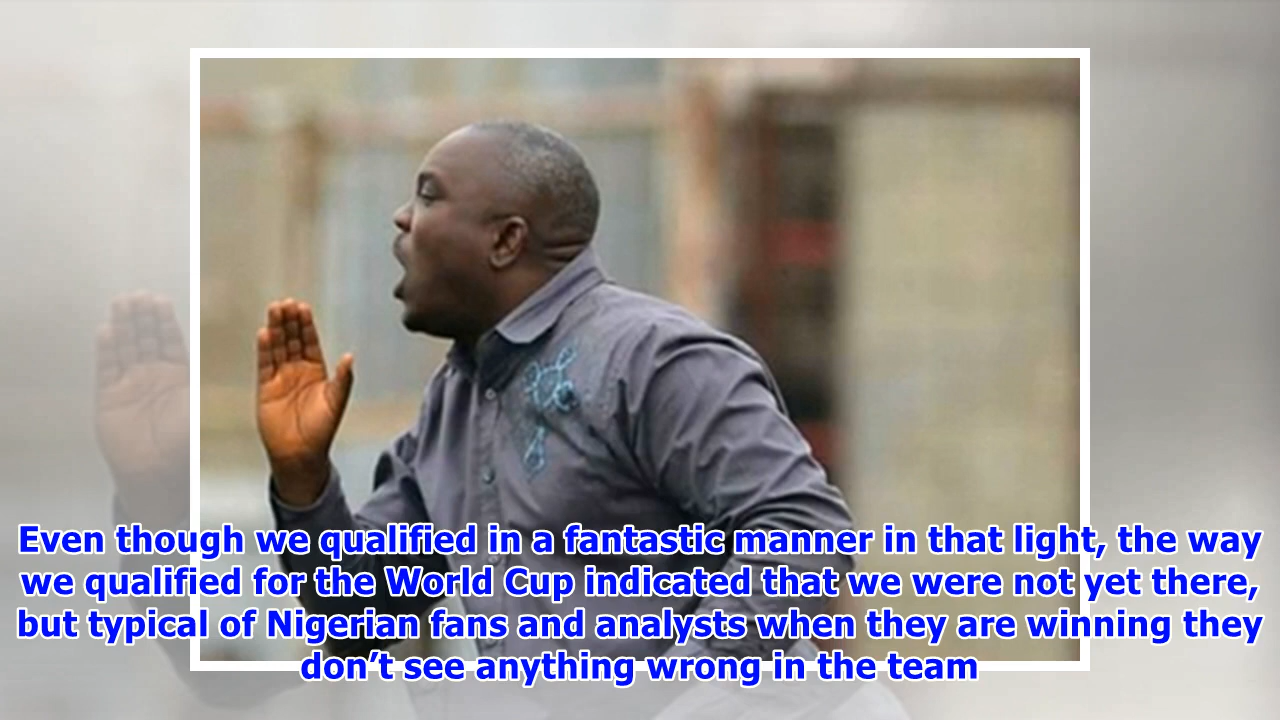 Even though we qualified in a fantastic manner in that light, the way
we qualified for the World Cup indicated that we were not yet there,
but typical of Nigerian fans and analysts when they are winning they
don’t see anything wrong in the team